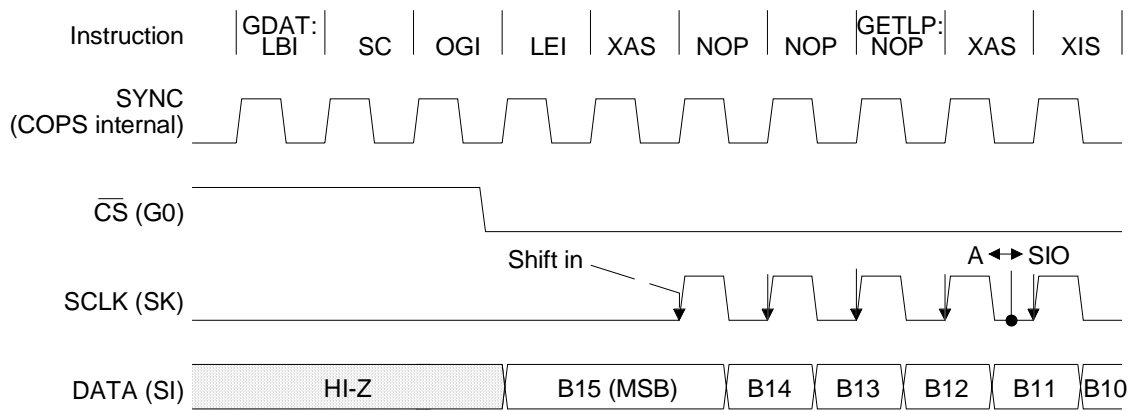 Instruction
GDAT:
LBI
SC
OGI
LEI
XAS
NOP
NOP
GETLP:
NOP
XAS
XIS
SYNC
(COPS internal)
CS (G0)
Shift in
A
SIO
SCLK (SK)
DATA (SI)
HI-Z
B15 (MSB)
B14
B13
B12
B11
B10